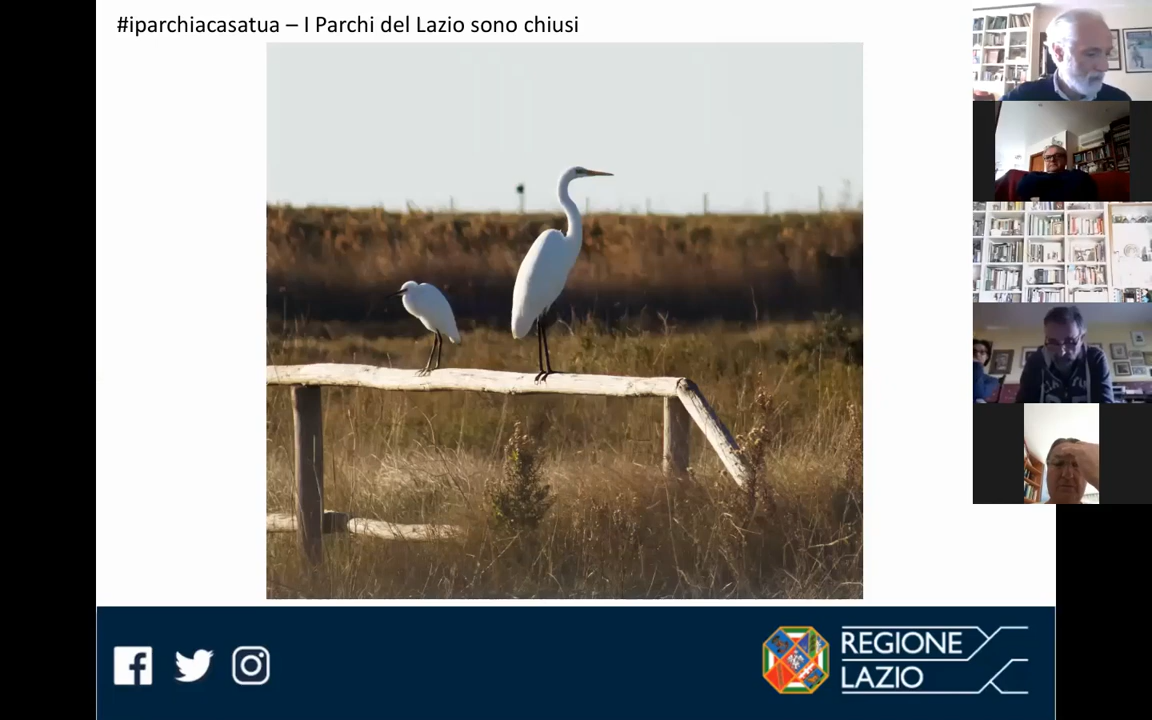 #iparchiacasatua – I Parchi del Lazio sono chiusi
REGIONE
LAZIO